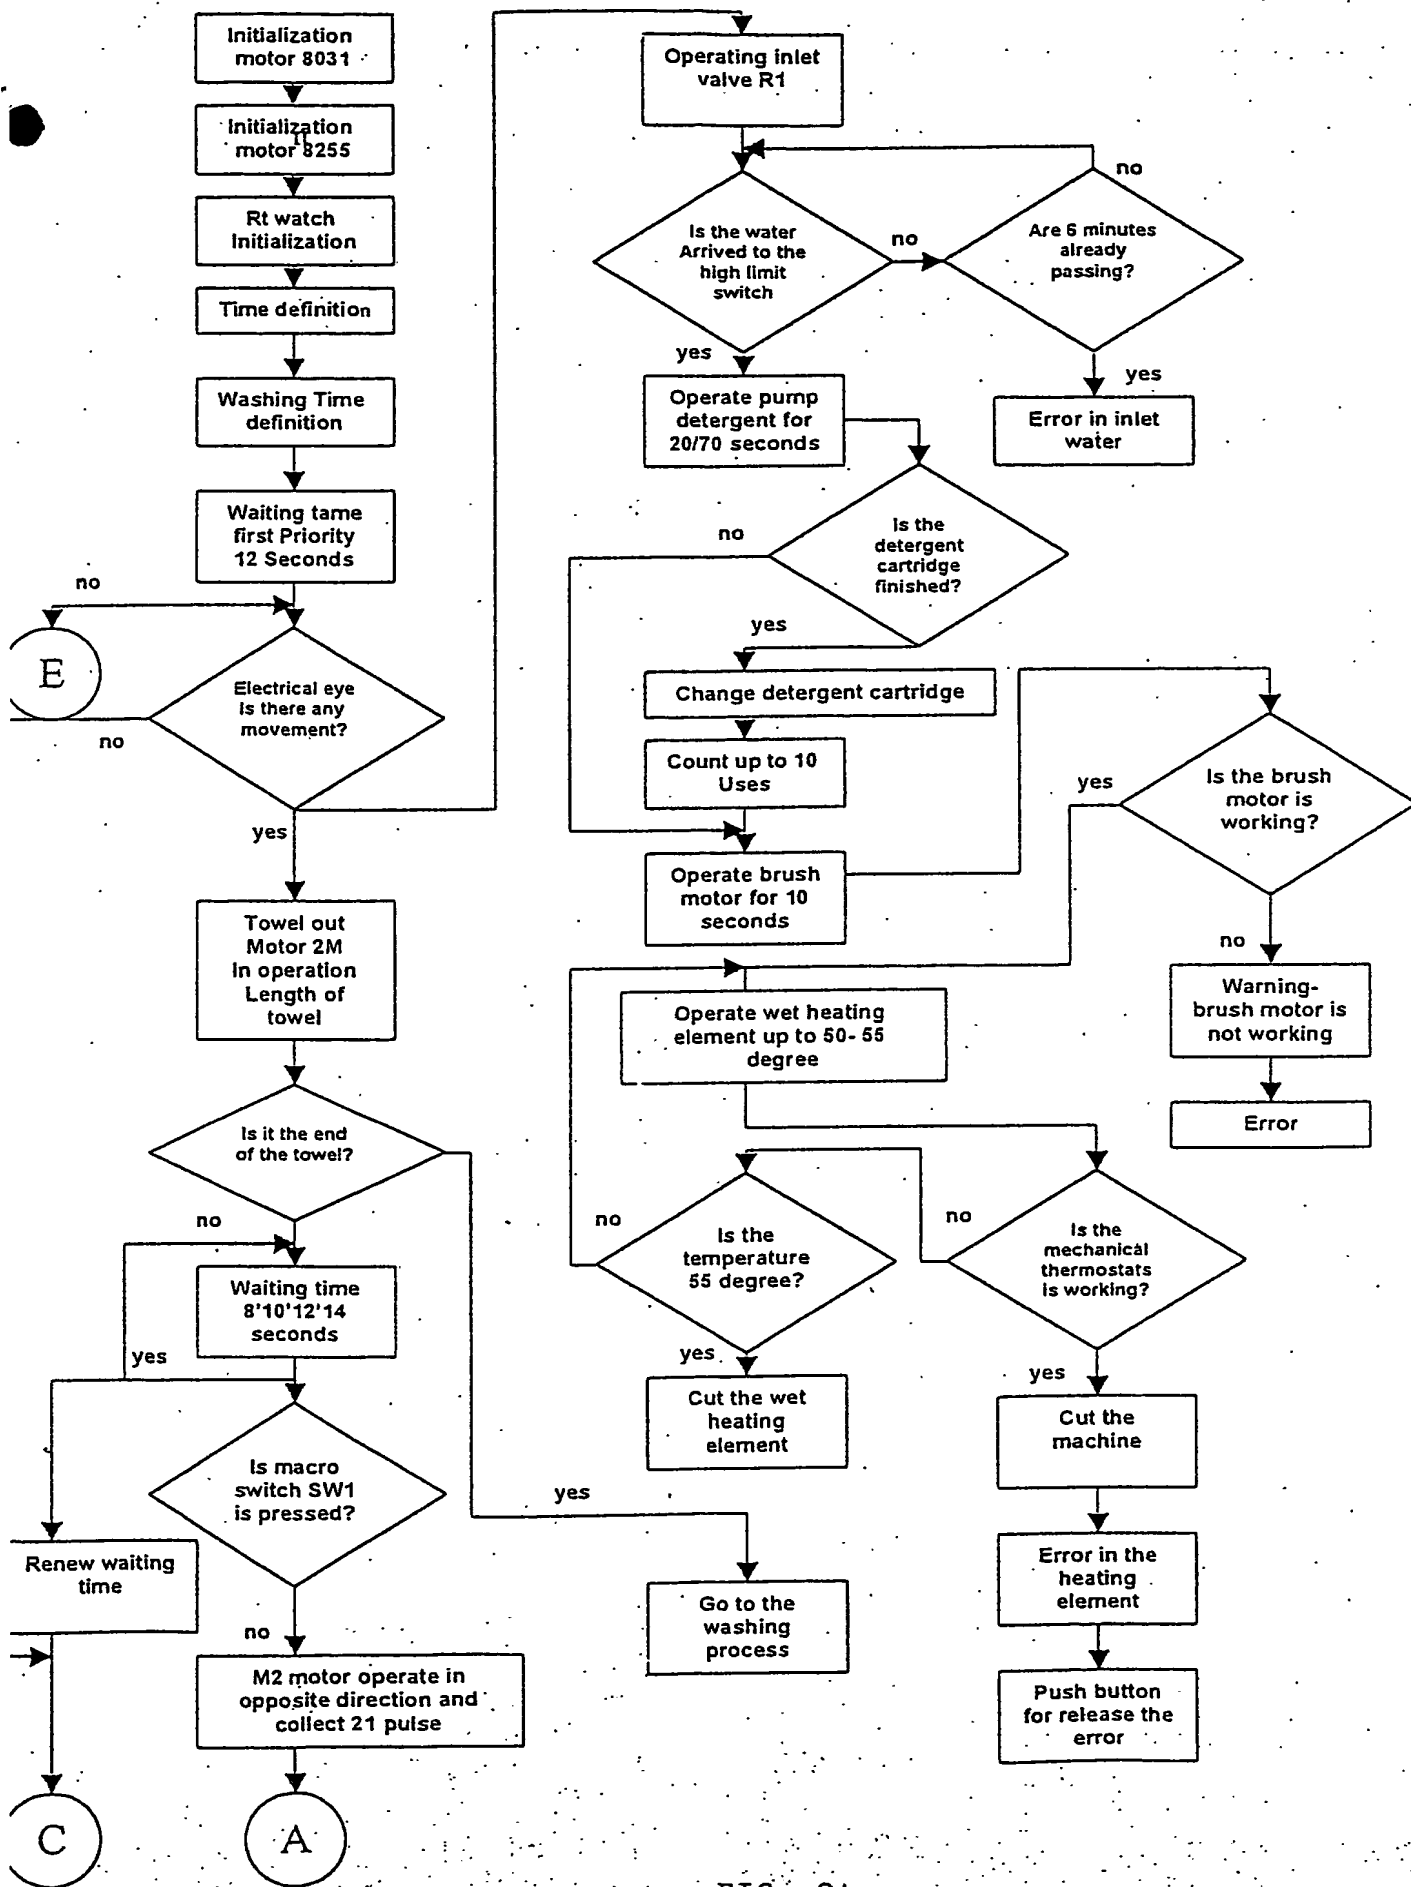 Initialization
motor 8031
Initialization
motor 8255
Rt watch
Initialization
Time definition
Washing Time
definition
Waiting tame
first Priority
12 Seconds
no
E
Electrical eye
Is there any
movement?
no
yes
Towel out
Motor 2M
in operation
Length of
towel
Is it the end
of the towel?
no
Waiting time
8'10'12'14
seconds
yes
Is macro
switch SW1
is pressed?
Renew waiting
time
no
M2 motor operate in
opposite direction and
collect 21 pulse
C
A
Operating inlet
valve R1
Is the water
Arrived to the
high limit
switch
no
Are 6 minutes
already
passing?
no
yes
yes
Operate pump
detergent for
20/70 seconds
Error in inlet
water
Is the
detergent
cartridge
finished?
no
yes
Change detergent cartridge
Count up to 10
Uses
Operate brush
motor for 10
seconds
yes
Is the brush
motor is
working?
no
Warning-
brush motor is
not working
Error
Operate wet heating
element up to 50- 55
degree
Is the
temperature
55 degree?
no
no
Is the
mechanical
thermostats
is working?
yes
Cut the wet
heating
element
yes
Cut the
machine
yes
Go to the
washing
process
Error in the
heating
element
Push button
for release the
error